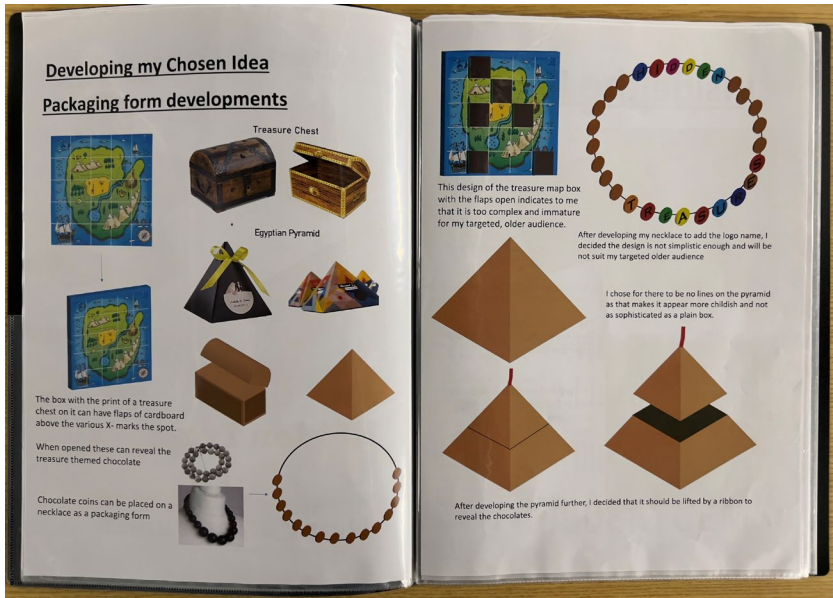 Developing my Chosen Idea
Packaging form developments
Treasure Chest
Egyptian Pyramid
The box with the print of a treasure
chest on it can have flaps of cardboard
above the various X- marks the spot.
When opened these can reveal the
treasure themed chocolate
Chocolate coins can be placed on a
necklace as a packaging form
HIDDEN
TREASURES
This design of the treasure map box
with the flaps open indicates to me
that it is too complex and immature
for my targeted, older audience.
After developing my necklace to add the logo name, I
decided the design is not simplistic enough and will be
not suit my targeted older audience
I chose for there to be no lines on the pyramid
as that makes it appear more childish and not
as sophisticated as a plain box.
After developing the pyramid further, i decided that it should be lifted by a ribbon to
reveal the chocolates.